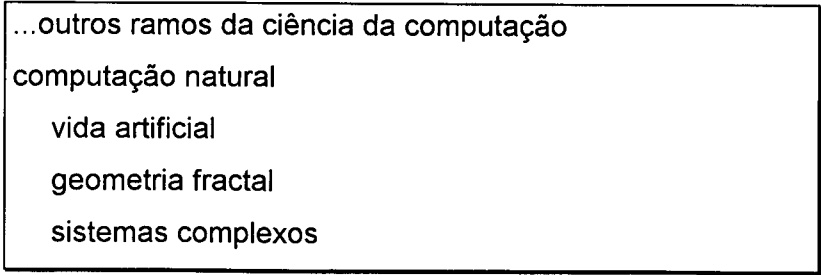 ...outros ramos da ciência da computação
computação natural
vida artificial
geometria fractal
sistemas complexos